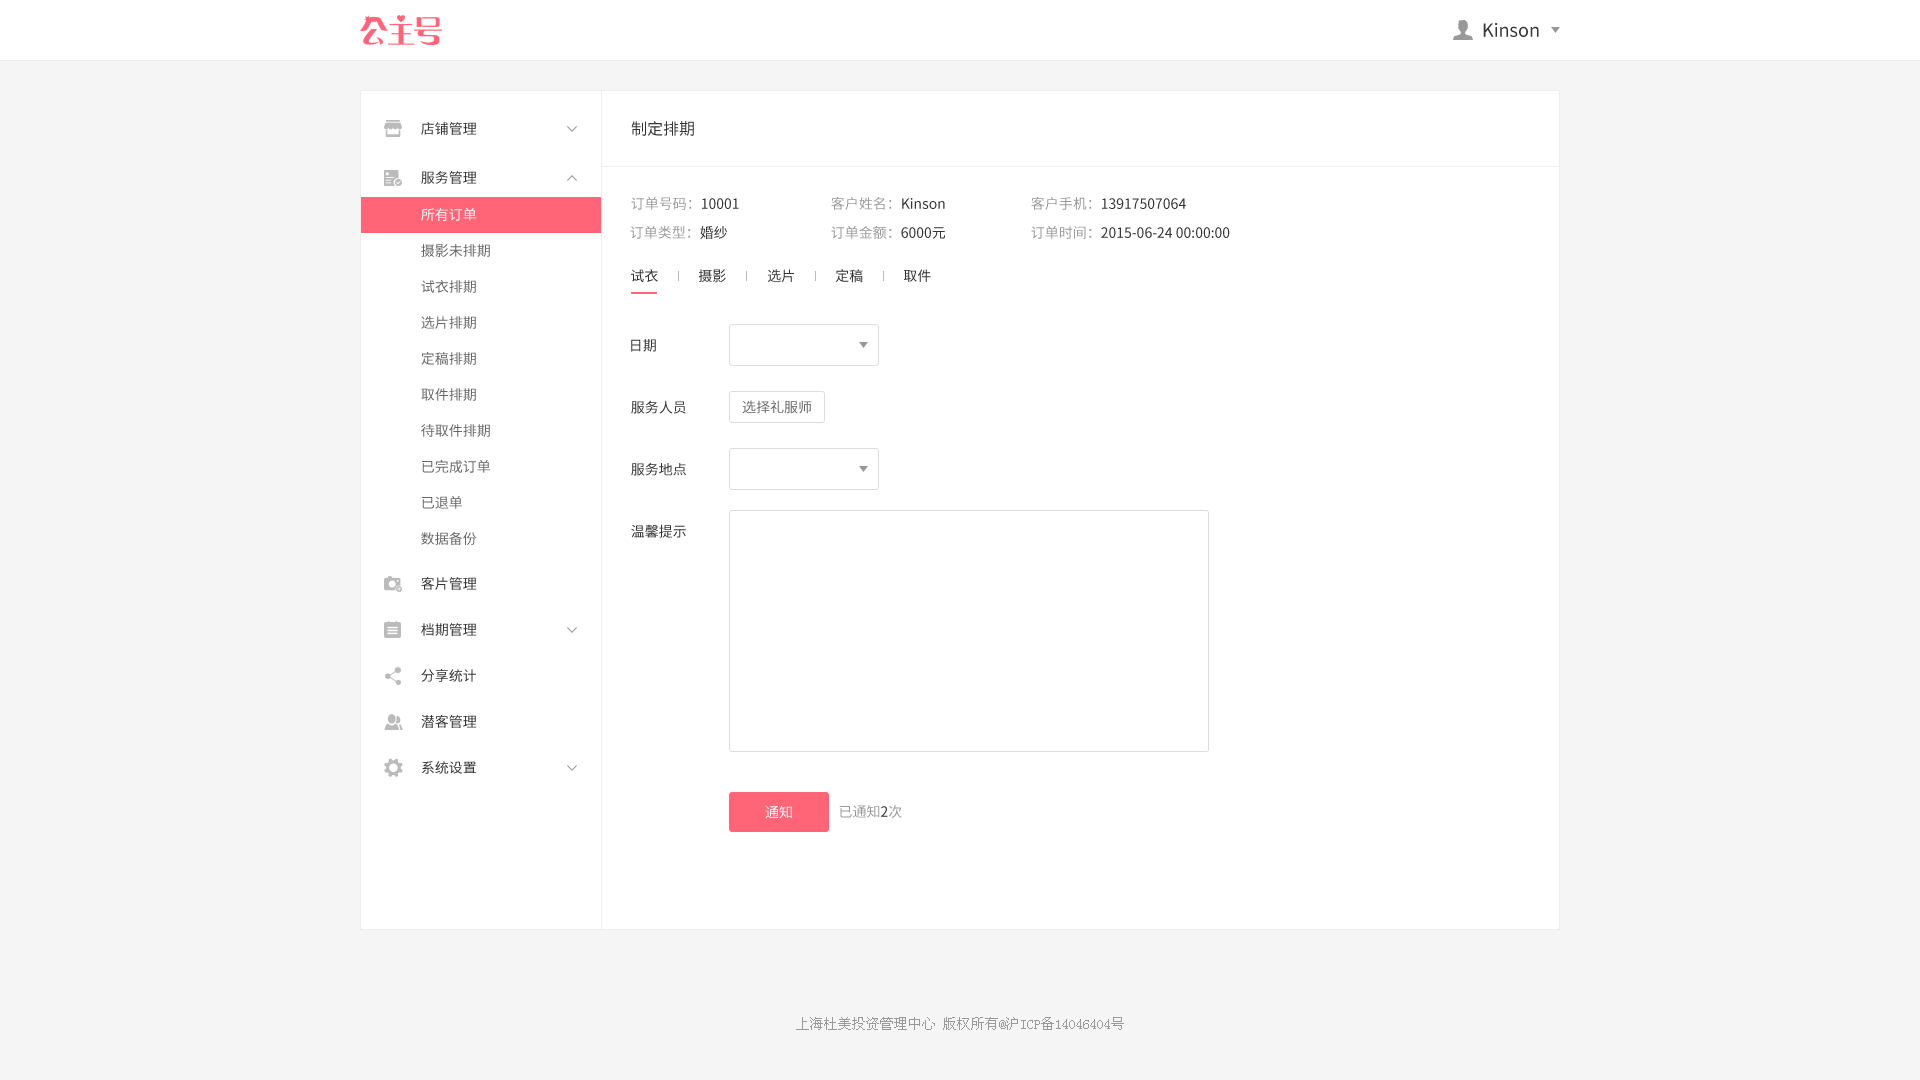 公主号
Kinson
店铺管理
服务管理
所有订单
摄影未排期
试衣排期
选片排期
定稿排期
取件排期
待取件排期
已完成订单
已退单
数据备份
客片管理
档期管理
分享统计
潜客管理
系统设置
制定排期
订单号码：10001 客户姓名：Kinson 客户手机：13917507064
订单类型：婚纱 订单金额：6000元 订单时间：2015-06-24 00:00:00
试衣 摄影 选片 定稿 取件
日期
服务人员 选择礼服师
服务地点
温馨提示
通知 已通知2次
上海杜美投资管理中心 版权所有@沪ICP备14046404号